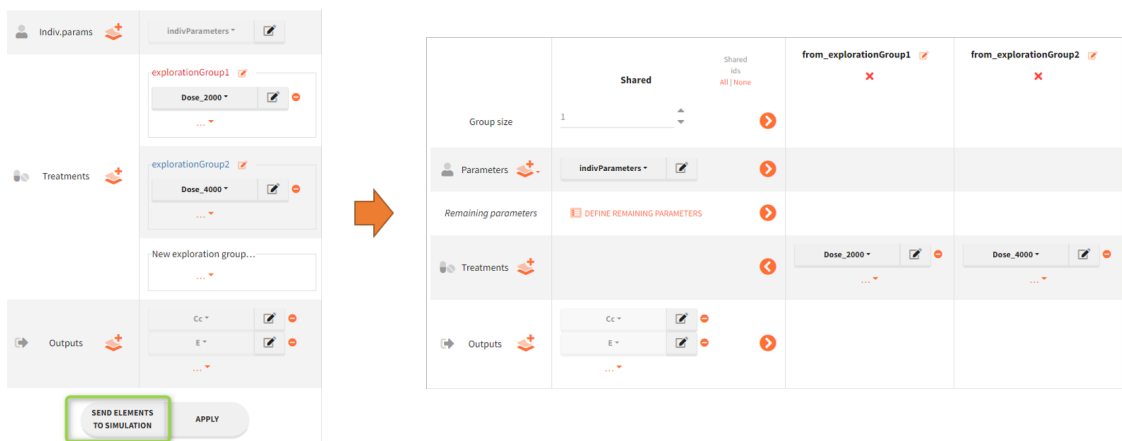 Indiv.params
indivParameters
explorationGroup1
Dose_2000
...
Treatments
explorationGroup2
Dose_4000
...
New exploration group...
...
Outputs
Cc
E
...
SEND ELEMENTS
TO SIMULATION
APPLY
Shared
Shared
ids
All | None
from_explorationGroup1
from_explorationGroup2
Group size
1
Parameters
indivParameters
Remaining parameters
DEFINE REMAINING PARAMETERS
Treatments
Dose_2000
...
Dose_4000
...
Outputs
Cc
E
...